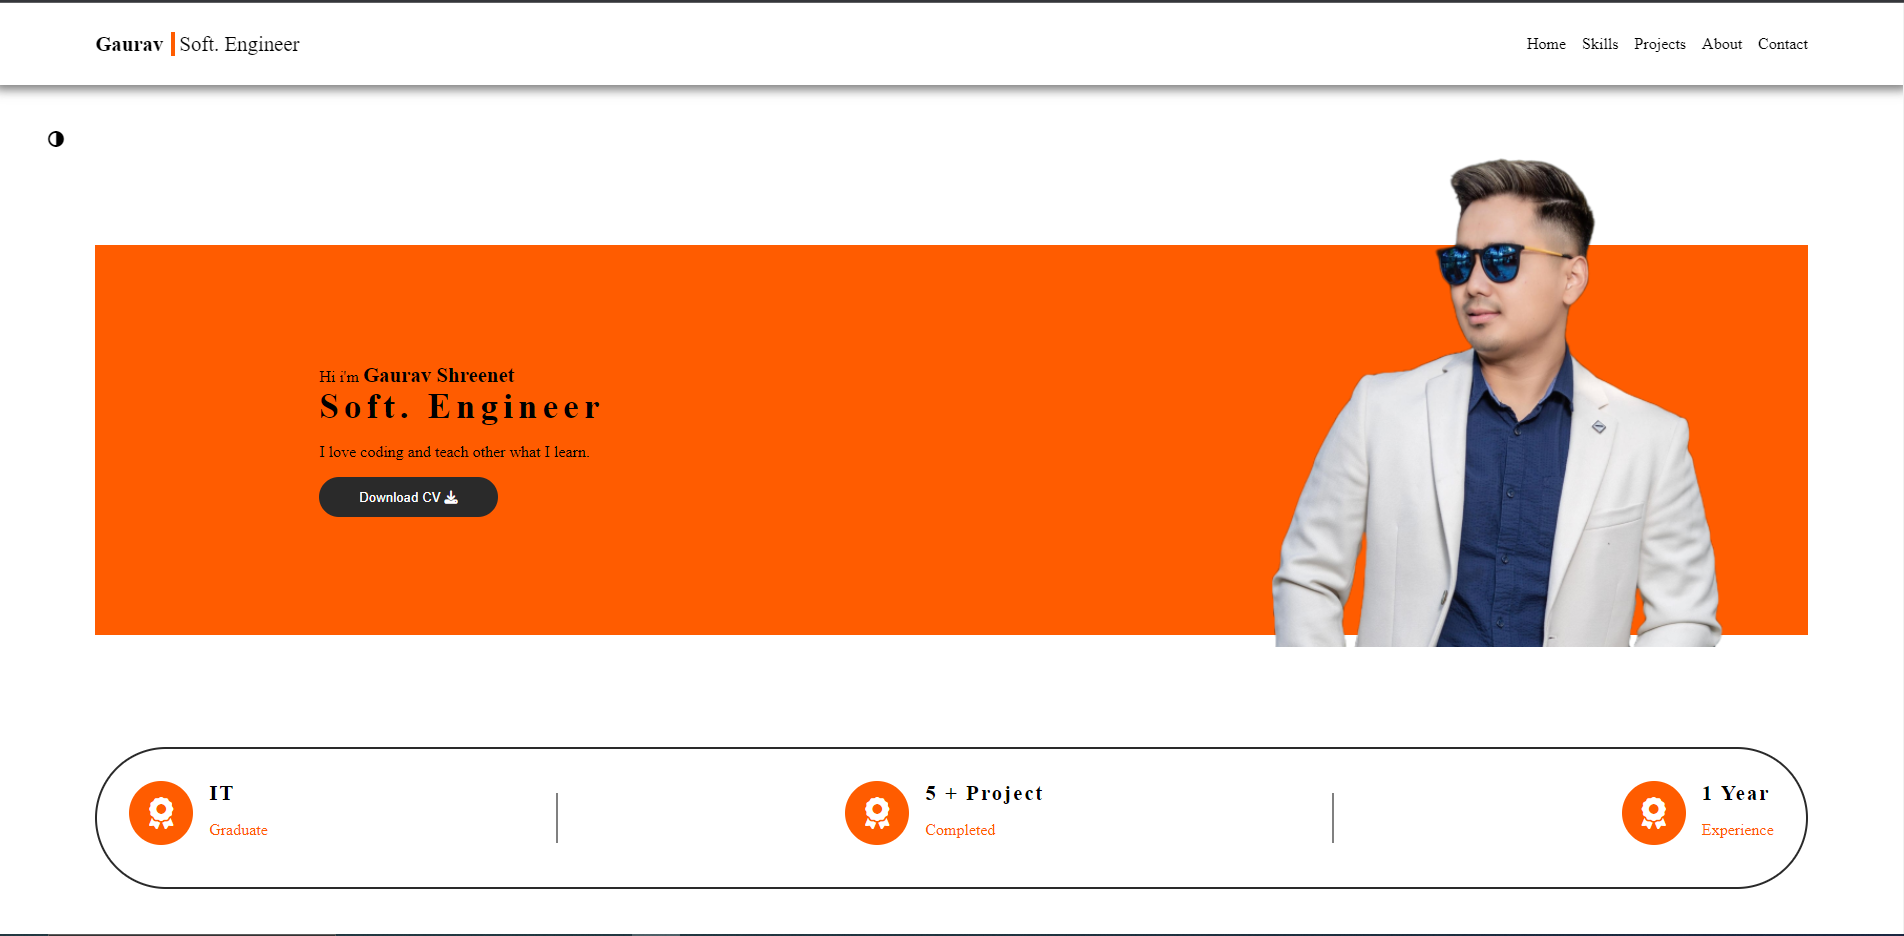 Gaurav Soft. Engineer
Home Skills Projects About Contact
Hi i'm Gaurav Shreenet
Soft. Engineer
I love coding and teach other what I learn.
Download CV
IT
Graduate
5 + Project
Completed
1 Year
Experience